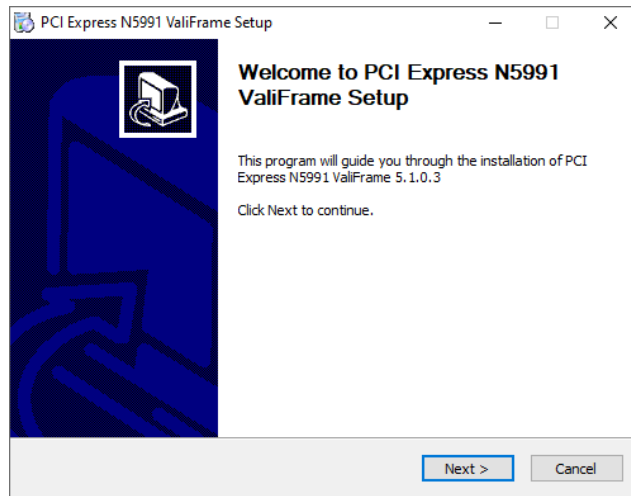 PCI Express N5991 ValiFrame Setup
Welcome to PCI Express N5991
ValiFrame Setup
This program will guide you through the installation of PCI
Express N5991 ValiFrame 5.1.0.3
Click Next to continue.
Next >
Cancel